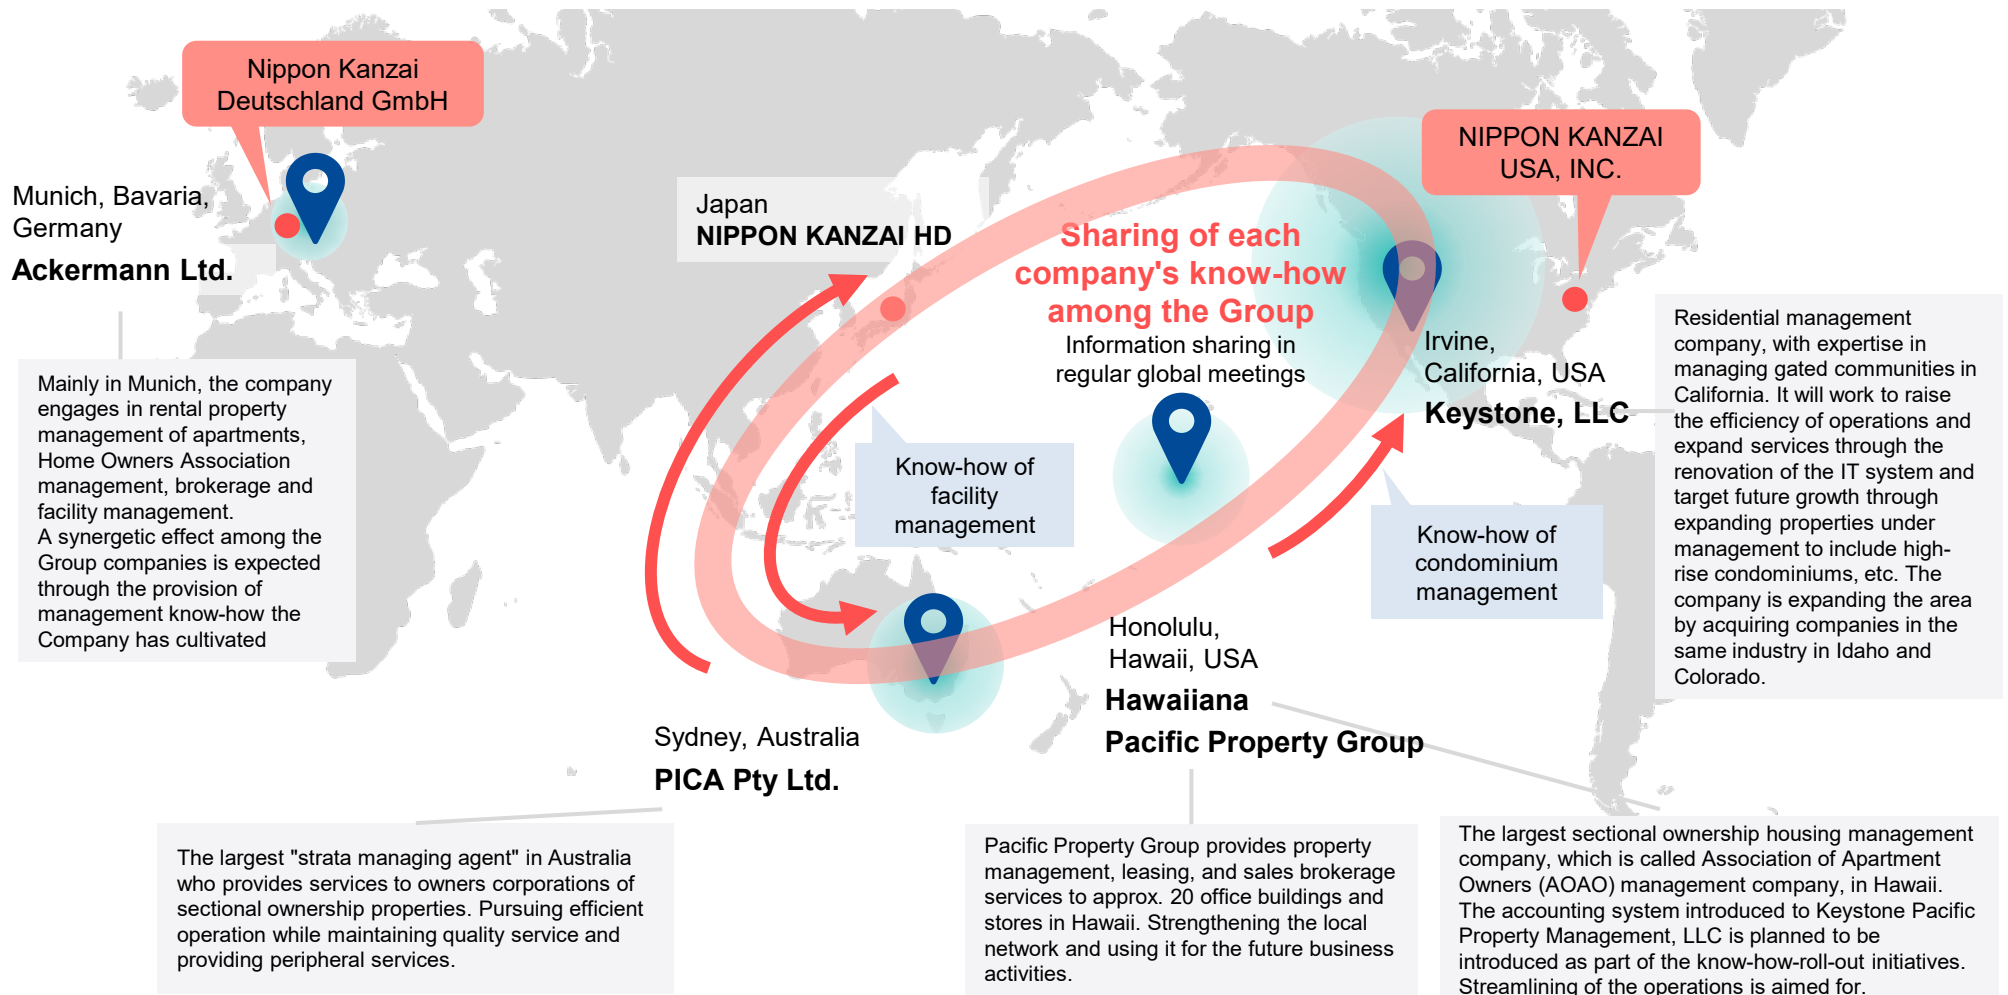 Nippon Kanzai
Deutschland GmbH
Munich, Bavaria,
Germany
Ackermann Ltd.
Mainly in Munich, the company
engages in rental property
management of apartments,
Home Owners Association
management, brokerage and
facility management.
A synergetic effect among the
Group companies is expected
through the provision of
management know-how the
Company has cultivated
Japan
NIPPON KANZAI HD
Sharing of each
company's know-how
among the Group
Information sharing in
regular global meetings
NIPPON KANZAI
USA, INC.
Irvine,
California, USA
Keystone, LLC
Residential management
company, with expertise in
managing gated communities in
California. It will work to raise
the efficiency of operations and
expand services through the
renovation of the IT system and
target future growth through
expanding properties under
management to include high-
rise condominiums, etc. The
company is expanding the area
by acquiring companies in the
same industry in Idaho and
Colorado.
Know-how of
facility
management
Know-how of
condominium
management
Sydney, Australia
PICA Pty Ltd.
The largest "strata managing agent" in Australia
who provides services to owners corporations of
sectional ownership properties. Pursuing efficient
operation while maintaining quality service and
providing peripheral services.
Honolulu,
Hawaii, USA
Hawaiiana
Pacific Property Group
Pacific Property Group provides property
management, leasing, and sales brokerage
services to approx. 20 office buildings and
stores in Hawaii. Strengthening the local
network and using it for the future business
activities.
The largest sectional ownership housing management
company, which is called Association of Apartment
Owners (AOAO) management company, in Hawaii.
The accounting system introduced to Keystone Pacific
Property Management, LLC is planned to be
introduced as part of the know-how-roll-out initiatives.
Streamlining of the operations is aimed for.